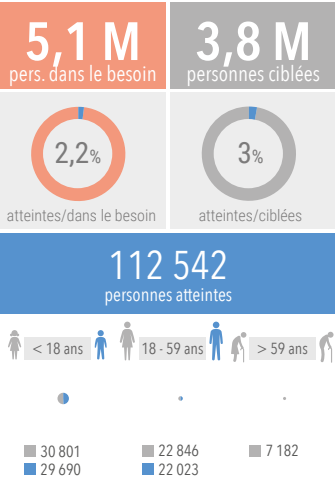 5,1 M
pers. dans le besoin
3,8 M
personnes ciblées
2,2%
atteintes/dans le besoin
3%
atteintes/ciblées
112 542
personnes atteintes
< 18 ans
18 - 59 ans
> 59 ans
30 801
29 690
22 846
22 023
7 182